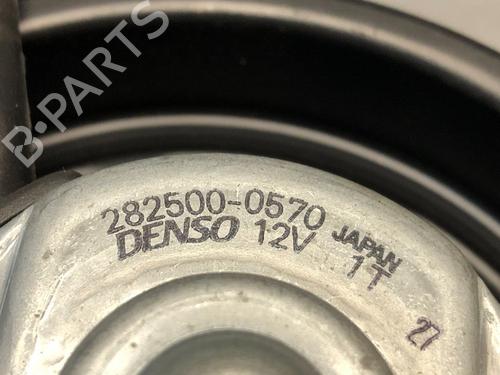 B-PARTS
282500-0570
DENSO 12V JAPAN
1T
27